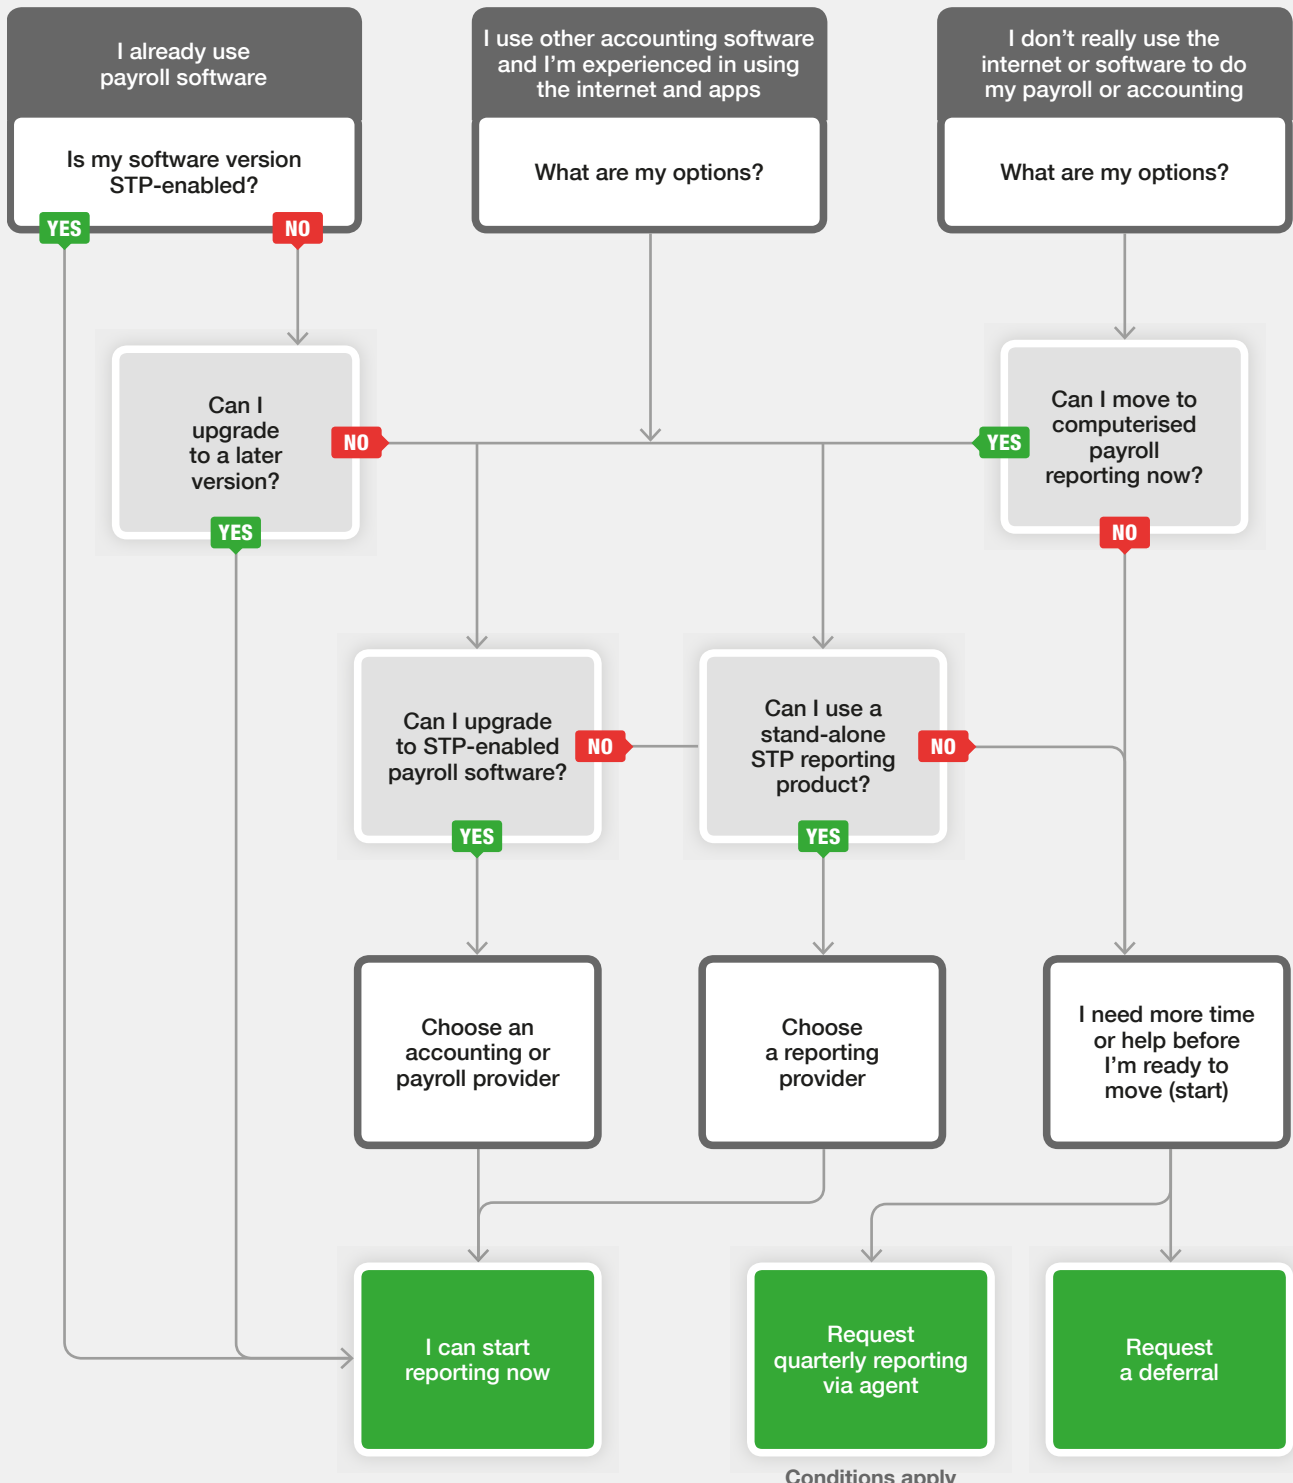 I already use
payroll software
Is my software version
STP-enabled?
YES
NO
I use other accounting software
and I'm experienced in using
the internet and apps
What are my options?
I don't really use the
internet or software to do
my payroll or accounting
What are my options?
Can I
upgrade
to a later
version?
NO
YES
Can I move to
computerised
payroll
reporting now?
YES
NO
Can I upgrade
to STP-enabled
payroll software?
NO
YES
Can I use a
stand-alone
STP reporting
product?
NO
YES
Choose an
accounting or
payroll provider
Choose
a reporting
provider
I need more time
or help before
I'm ready to
move (start)
I can start
reporting now
Request
quarterly reporting
via agent
Request
a deferral
Conditions apply